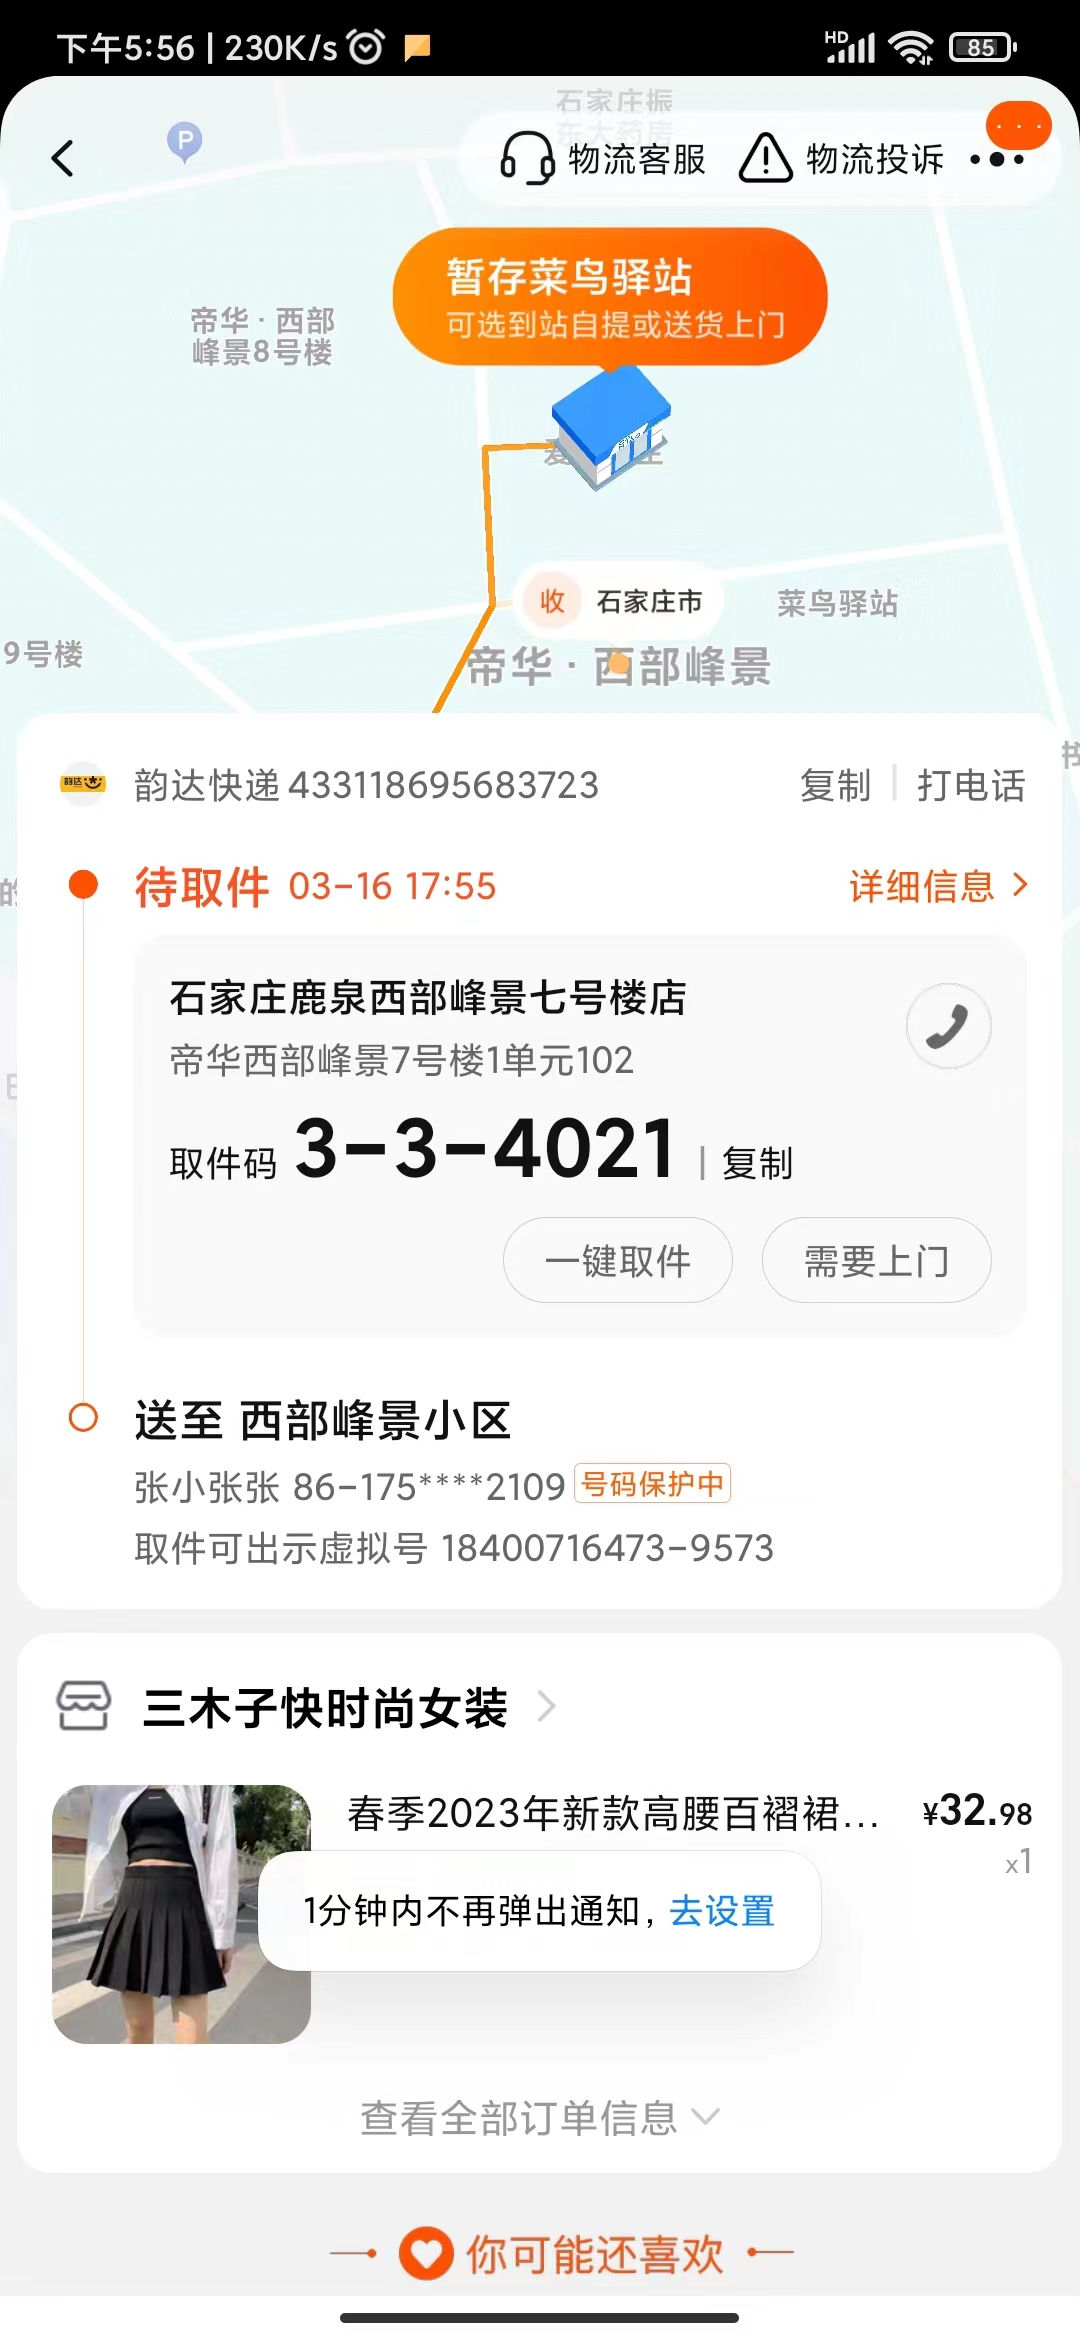 下午5:56 | 230K/s
HD
85
石家庄振
东大药房
P
物流客服
物流投诉
暂存菜鸟驿站
可选到站自提或送货上门
帝华·西部
峰景8号楼
收 石家庄市
菜鸟驿站
9号楼
帝华·西部峰景
韵达
韵达快递 433118695683723
复制
打电话
待取件 03-16 17:55
详细信息
石家庄鹿泉西部峰景七号楼店
帝华西部峰景7号楼1单元102
取件码 3-3-4021 | 复制
一键取件
需要上门
送至 西部峰景小区
张小张张 86-175****2109 号码保护中
取件可出示虚拟号 18400716473-9573
三木子快时尚女装
春季2023年新款高腰百褶裙...
¥32.98
x1
1分钟内不再弹出通知，去设置
查看全部订单信息
你可能还喜欢